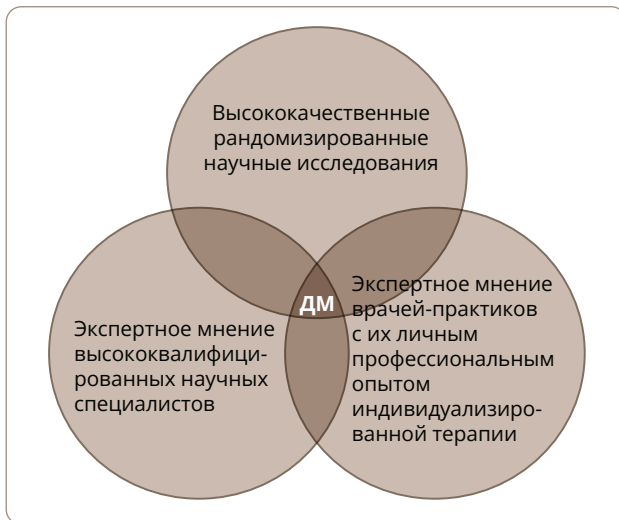 Высококачественные
рандомизированные
научные исследования
ДМ
Экспертное мнение
высококвалифици-
рованных научных
специалистов
Экспертное мнение
врачей-практиков
с их личным
профессиональным
опытом
индивидуализиро-
ванной терапии